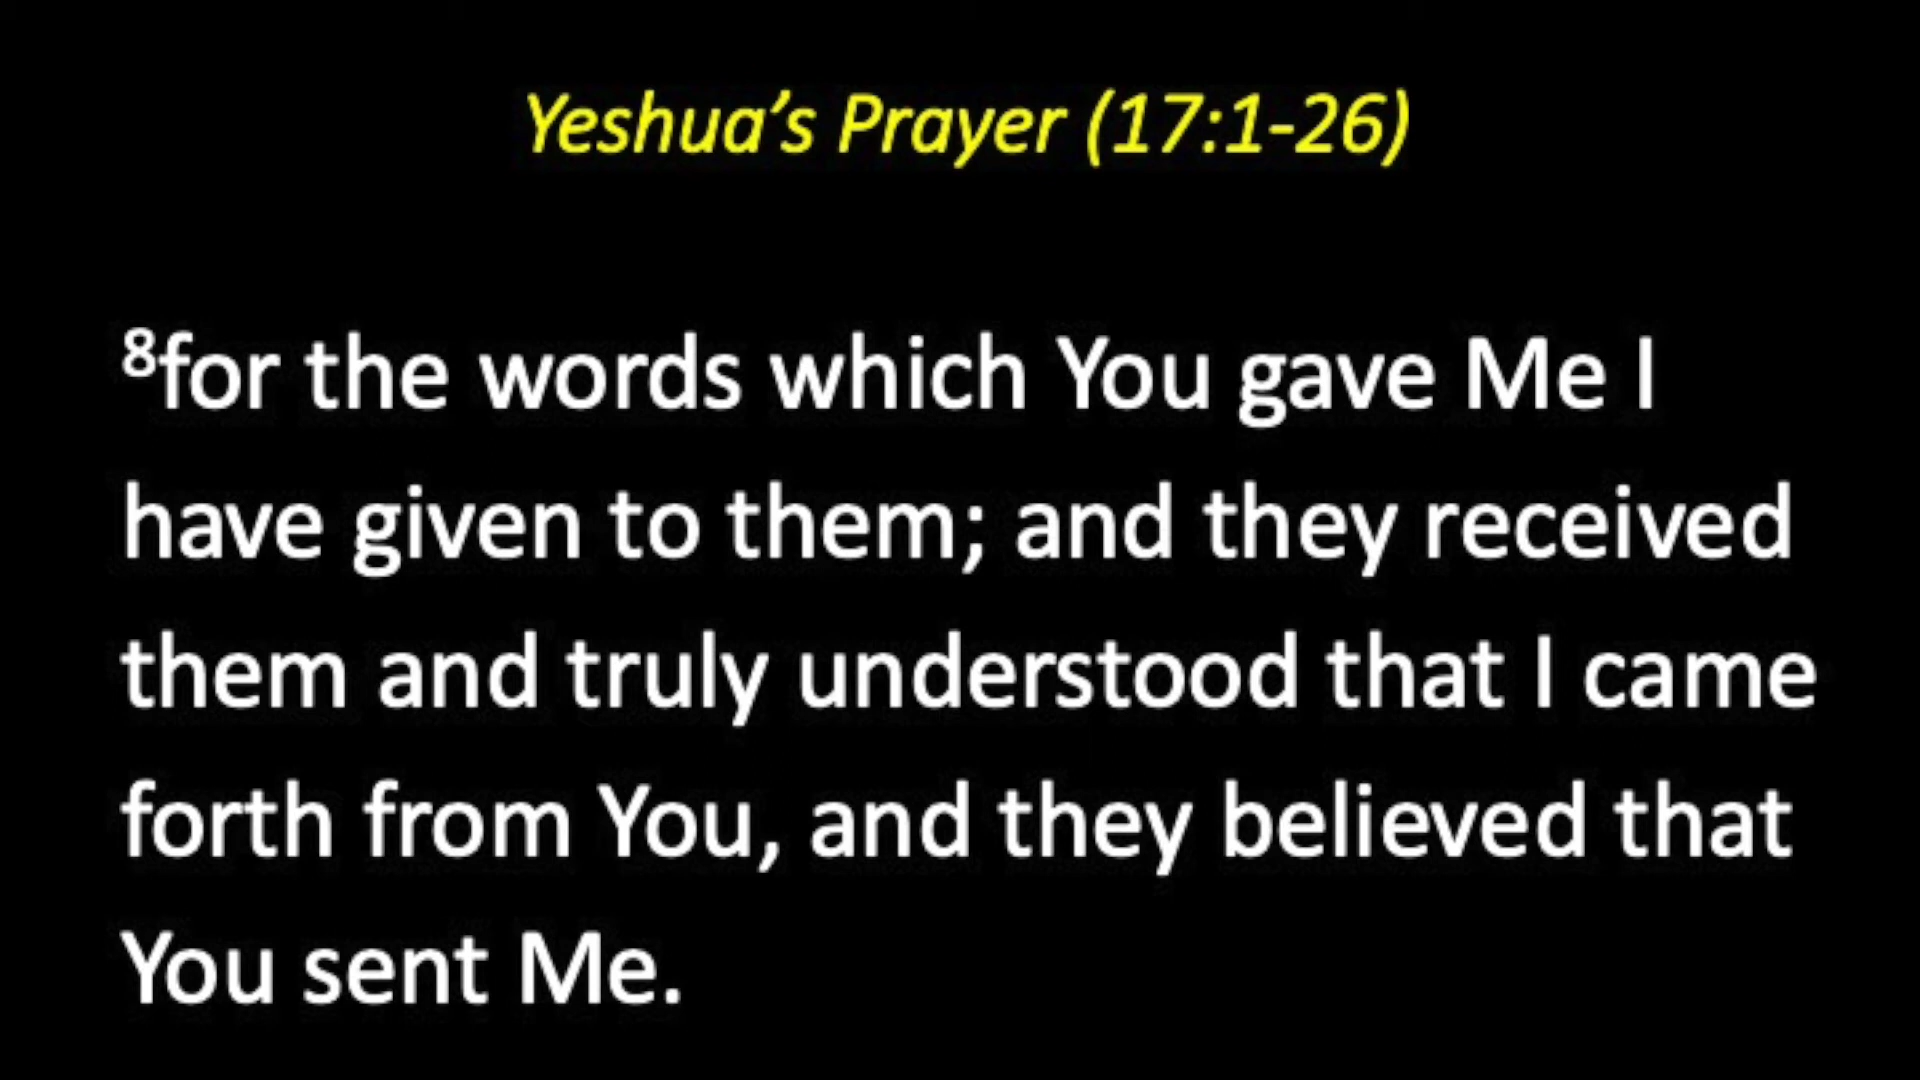 Yeshua’s Prayer (17:1-26)
⁸for the words which You gave Me I
have given to them; and they received
them and truly understood that I came
forth from You, and they believed that
You sent Me.